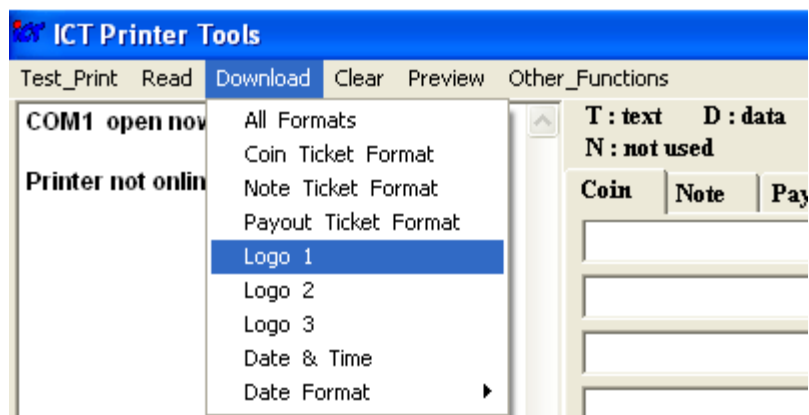 ICT ICT Printer Tools
Test_Print Read Download Clear Preview Other_Functions
COM1 open now
Printer not onlin
All Formats
Coin Ticket Format
Note Ticket Format
Payout Ticket Format
Logo 1
Logo 2
Logo 3
Date & Time
Date Format
T : text D : data
N : not used
Coin Note Pay